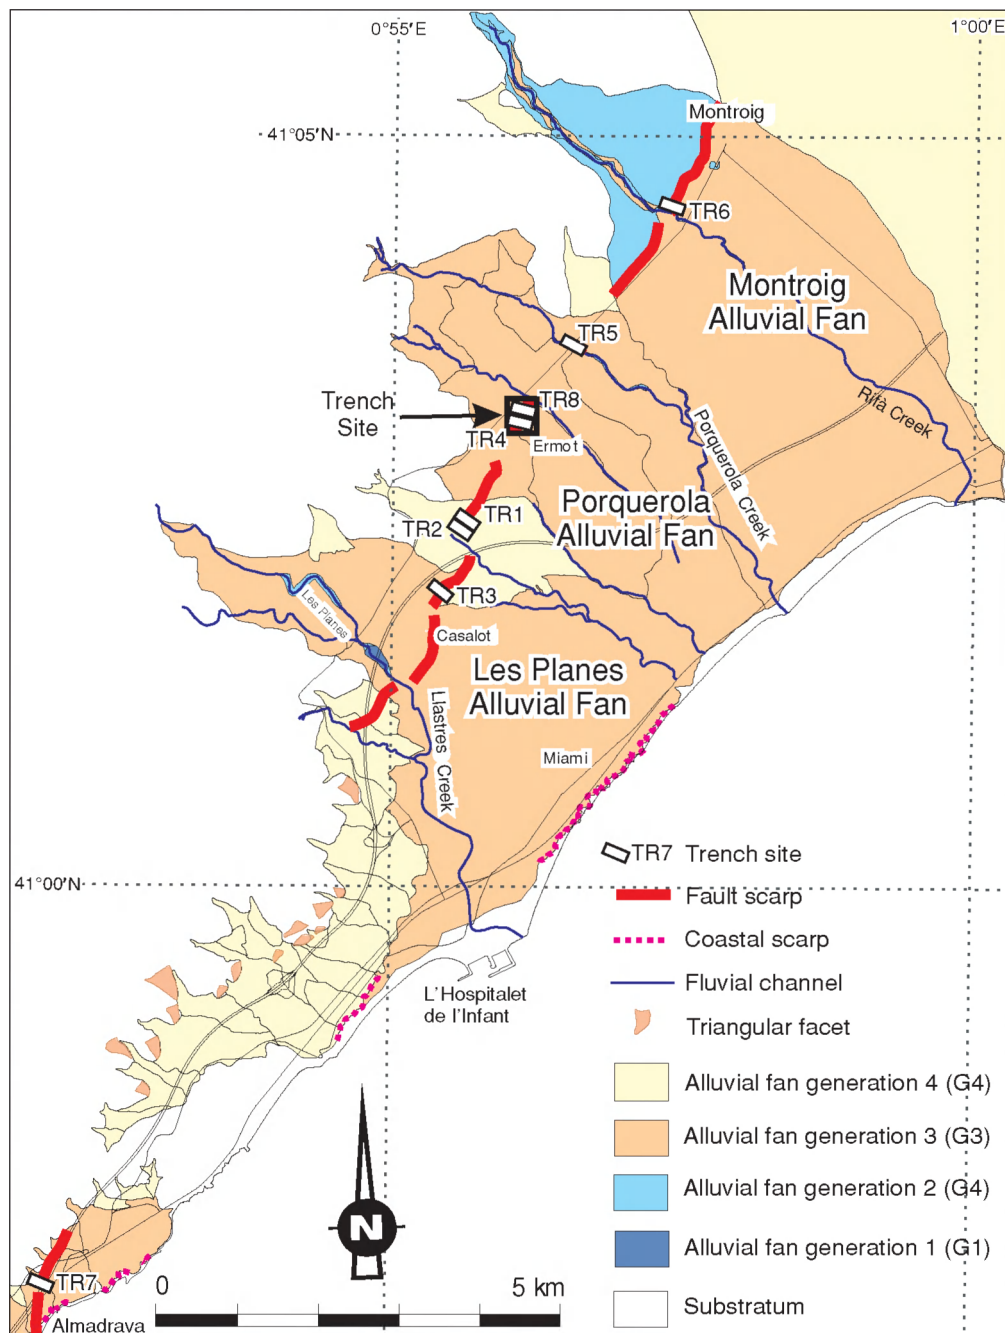 0°55′E
1°00′E
Montroig
41°05′N
TR6
Montroig
Alluvial Fan
TR5
Trench
Site
TR8
TR4
Ermot
Rifà Creek
Porquerola Creek
Porquerola
Alluvial Fan
TR1
TR2
TR3
Les Planes
Casalot
Les Planes
Alluvial Fan
Llastres Creek
Miami
TR7 Trench site
41°00′N
Fault scarp
Coastal scarp
Fluvial channel
L'Hospitalet
de l'Infant
Triangular facet
Alluvial fan generation 4 (G4)
Alluvial fan generation 3 (G3)
Alluvial fan generation 2 (G4)
N
Alluvial fan generation 1 (G1)
TR7
0 5 km
Substratum
Almadrava